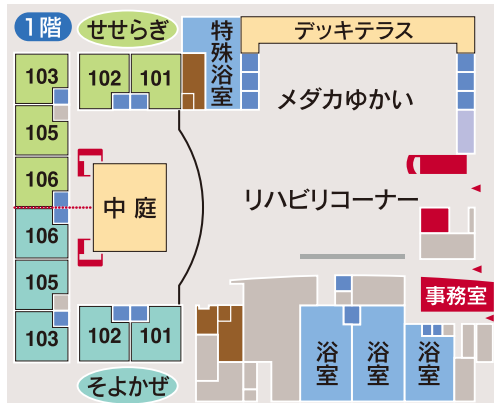 1階
せせらぎ
デッキテラス
特殊浴室
103
102
101
メダカゆかい
105
106
中庭
リハビリコーナー
106
105
事務室
103
102
101
浴室
浴室
浴室
そよかぜ